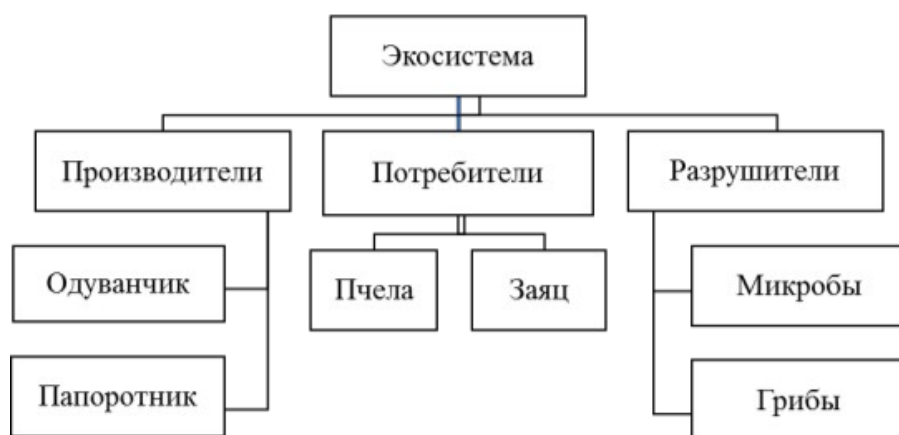 Экосистема
Производители
Потребители
Разрушители
Одуванчик
Пчела
Заяц
Микробы
Папоротник
Грибы